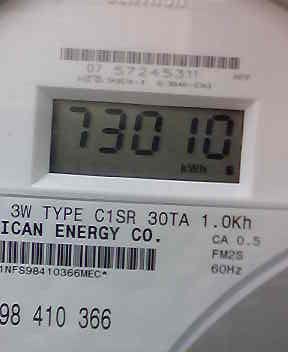 07 57245311
73010
kWh
3W TYPE C1SR 30TA 1.0Kh
ICAN ENERGY CO.
CA 0.5
FM2S
60Hz
1NFS98410366MEC*
98 410 366